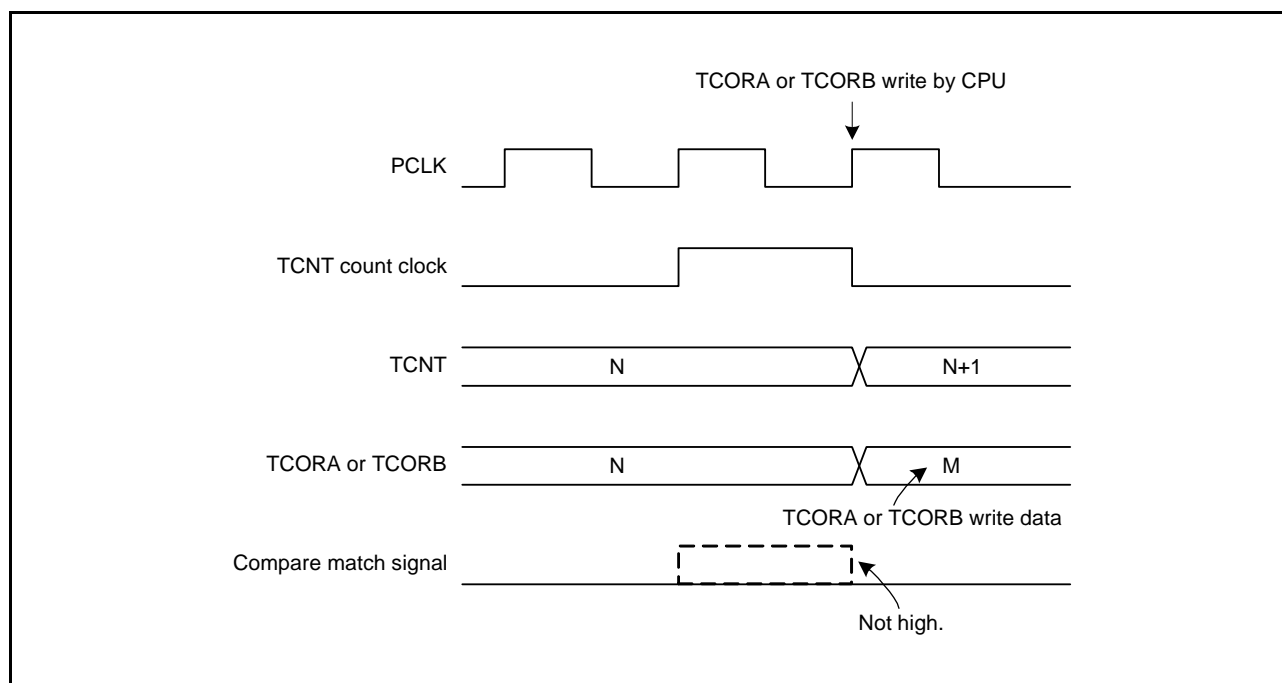 TCORA or TCORB write by CPU
PCLK
TCNT count clock
TCNT
N
N+1
TCORA or TCORB
N
M
TCORA or TCORB write data
Compare match signal
Not high.